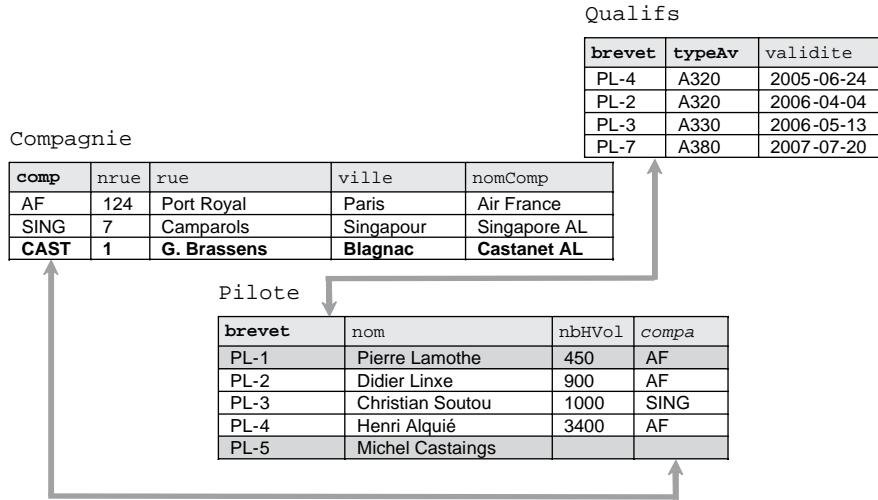 Qualifs
brevet typeAv validite
PL-4 A320 2005-06-24
PL-2 A320 2006-04-04
PL-3 A330 2006-05-13
PL-7 A380 2007-07-20
Compagnie
comp nrue rue ville nomComp
AF 124 Port Royal Paris Air France
SING 7 Camparols Singapour Singapore AL
CAST 1 G. Brassens Blagnac Castanet AL
Pilote
brevet nom nbHVol compa
PL-1 Pierre Lamothe 450 AF
PL-2 Didier Linxe 900 AF
PL-3 Christian Soutou 1000 SING
PL-4 Henri Alquié 3400 AF
PL-5 Michel Castaings